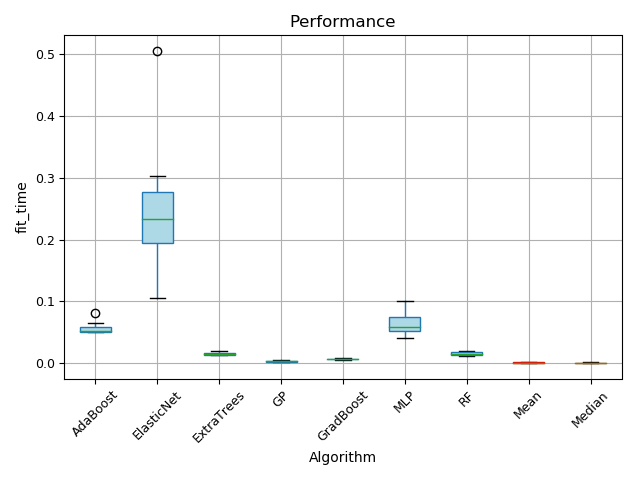 Performance
0.5
0.4
0.3
0.2
0.1
0.0
fit_time
AdaBoost
ElasticNet
ExtraTrees
GP
GradBoost
MLP
RF
Mean
Median
Algorithm